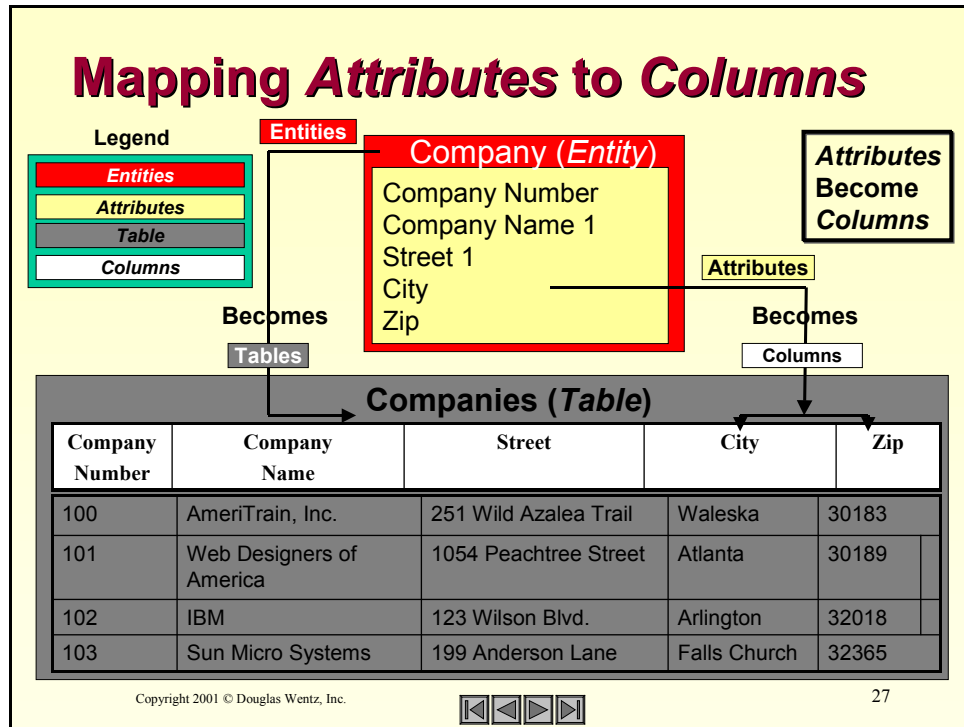 Mapping Attributes to Columns
Legend
Entities
Attributes
Table
Columns
Entities
Company (Entity)
Company Number
Company Name 1
Street 1
City
Zip
Attributes
Become
Columns
Attributes
Becomes
Becomes
Tables
Columns
Companies (Table)
Company Number Company Name Street City Zip
100 AmeriTrain, Inc. 251 Wild Azalea Trail Waleska 30183
101 Web Designers of America 1054 Peachtree Street Atlanta 30189
102 IBM 123 Wilson Blvd. Arlington 32018
103 Sun Micro Systems 199 Anderson Lane Falls Church 32365
Copyright 2001 © Douglas Wentz, Inc.
27